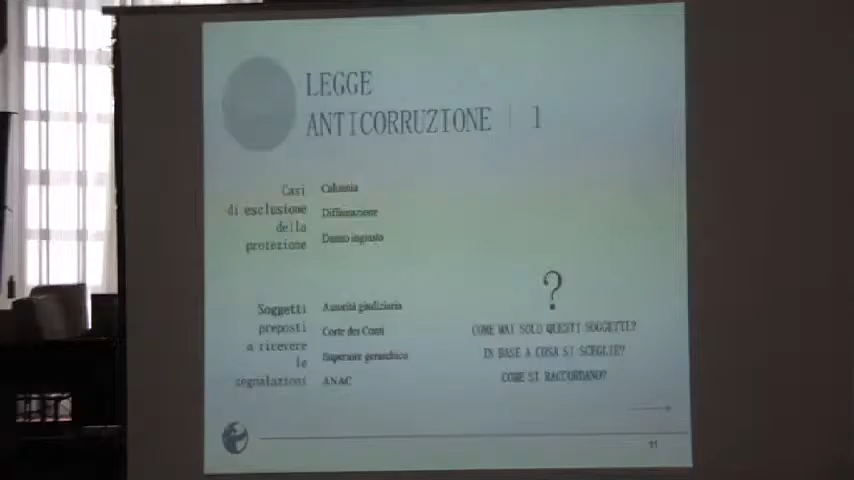 LEGGE
ANTICORRUZIONE | 1
Casi
di esclusione
della
protezione
Calunnia
Diffamazione
Danno ingiusto
Soggetti
preposti
a ricevere
le
segnalazioni
Autorità giudiziaria
Corte dei Conti
Superiore gerarchico
ANAC
?
COME MAI SOLO QUESTI SOGGETTI?
IN BASE A COSA SI SCEGLIE?
COME SI RACCORDANO?
11